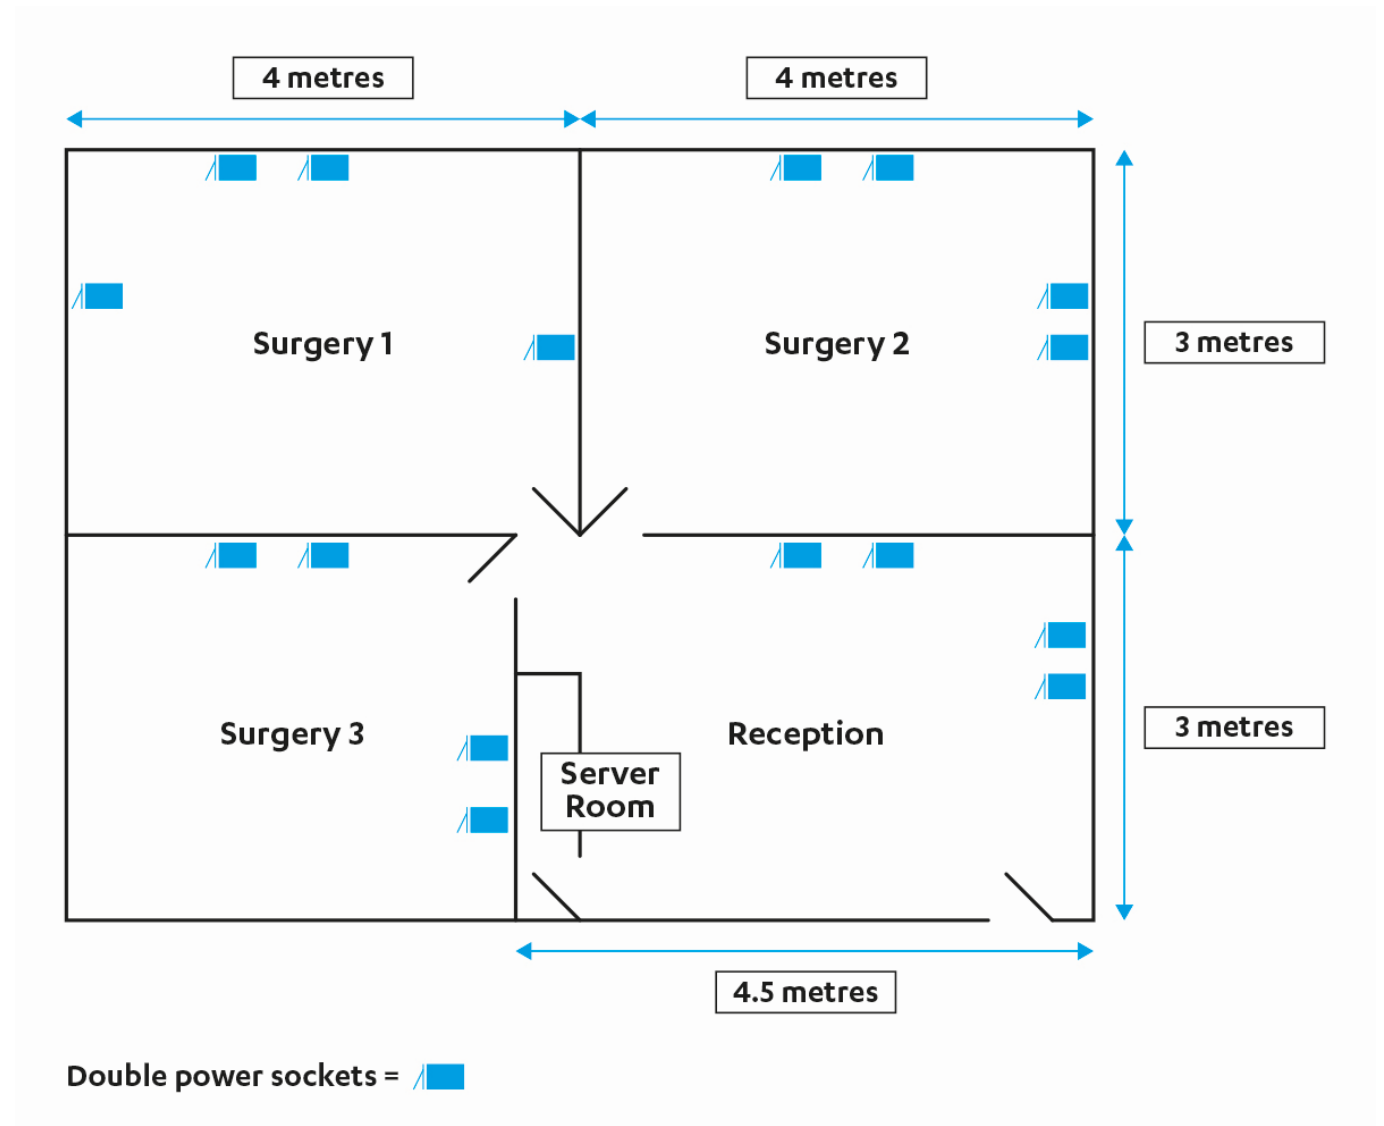 4 metres
4 metres
Surgery 1
Surgery 2
3 metres
Surgery 3
Reception
3 metres
Server
Room
4.5 metres
Double power sockets =